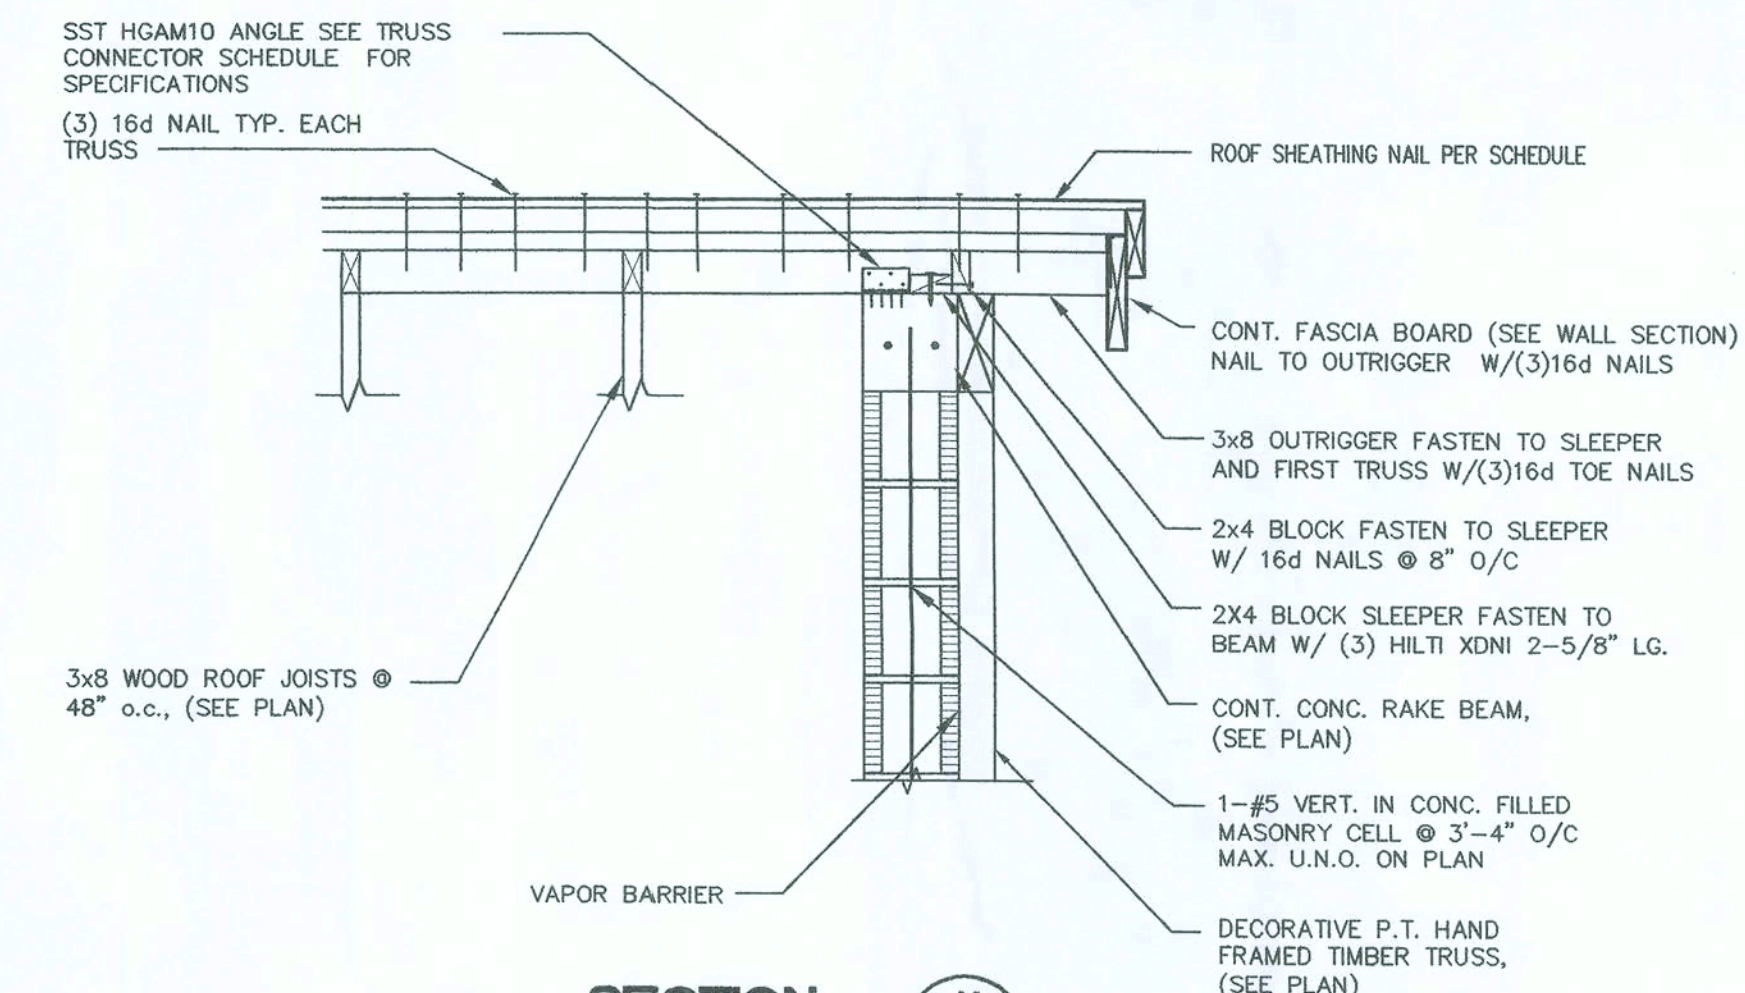 SST HGAM10 ANGLE SEE TRUSS
CONNECTOR SCHEDULE FOR
SPECIFICATIONS
(3) 16d NAIL TYP. EACH
TRUSS
ROOF SHEATHING NAIL PER SCHEDULE
CONT. FASCIA BOARD (SEE WALL SECTION)
NAIL TO OUTRIGGER W/(3)16d NAILS
3x8 OUTRIGGER FASTEN TO SLEEPER
AND FIRST TRUSS W/(3)16d TOE NAILS
2x4 BLOCK FASTEN TO SLEEPER
W/ 16d NAILS @ 8" O/C
2X4 BLOCK SLEEPER FASTEN TO
BEAM W/ (3) HILTI XDNI 2-5/8" LG.
3x8 WOOD ROOF JOISTS @
48" o.c., (SEE PLAN)
CONT. CONC. RAKE BEAM,
(SEE PLAN)
1-#5 VERT. IN CONC. FILLED
MASONRY CELL @ 3'-4" O/C
MAX. U.N.O. ON PLAN
VAPOR BARRIER
DECORATIVE P.T. HAND
FRAMED TIMBER TRUSS,
(SEE PLAN)
SECTION